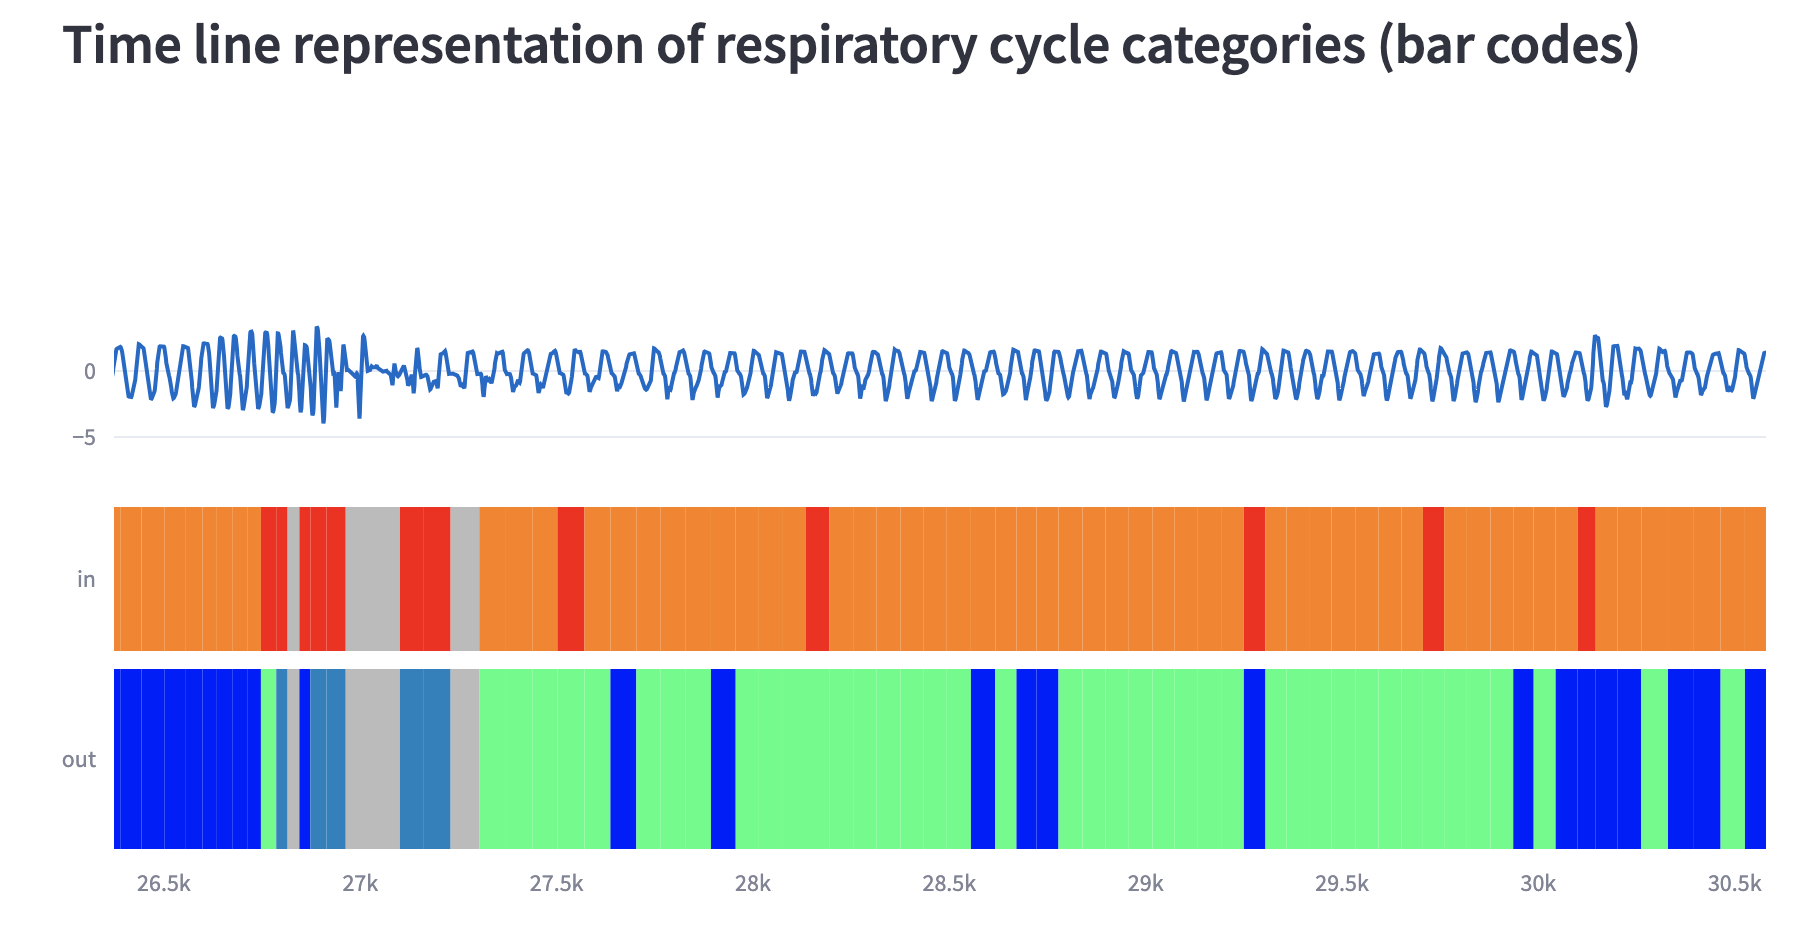 Time line representation of respiratory cycle categories (bar codes)
0
−5
in
out
26.5k 27k 27.5k 28k 28.5k 29k 29.5k 30k 30.5k